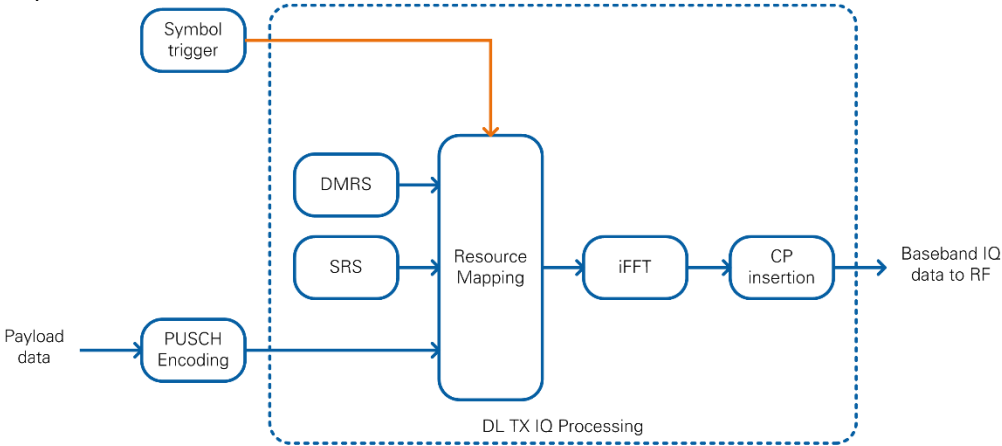 Symbol
trigger
DMRS
SRS
Resource
Mapping
iFFT
CP
insertion
Baseband IQ
data to RF
Payload
data
PUSCH
Encoding
DL TX IQ Processing